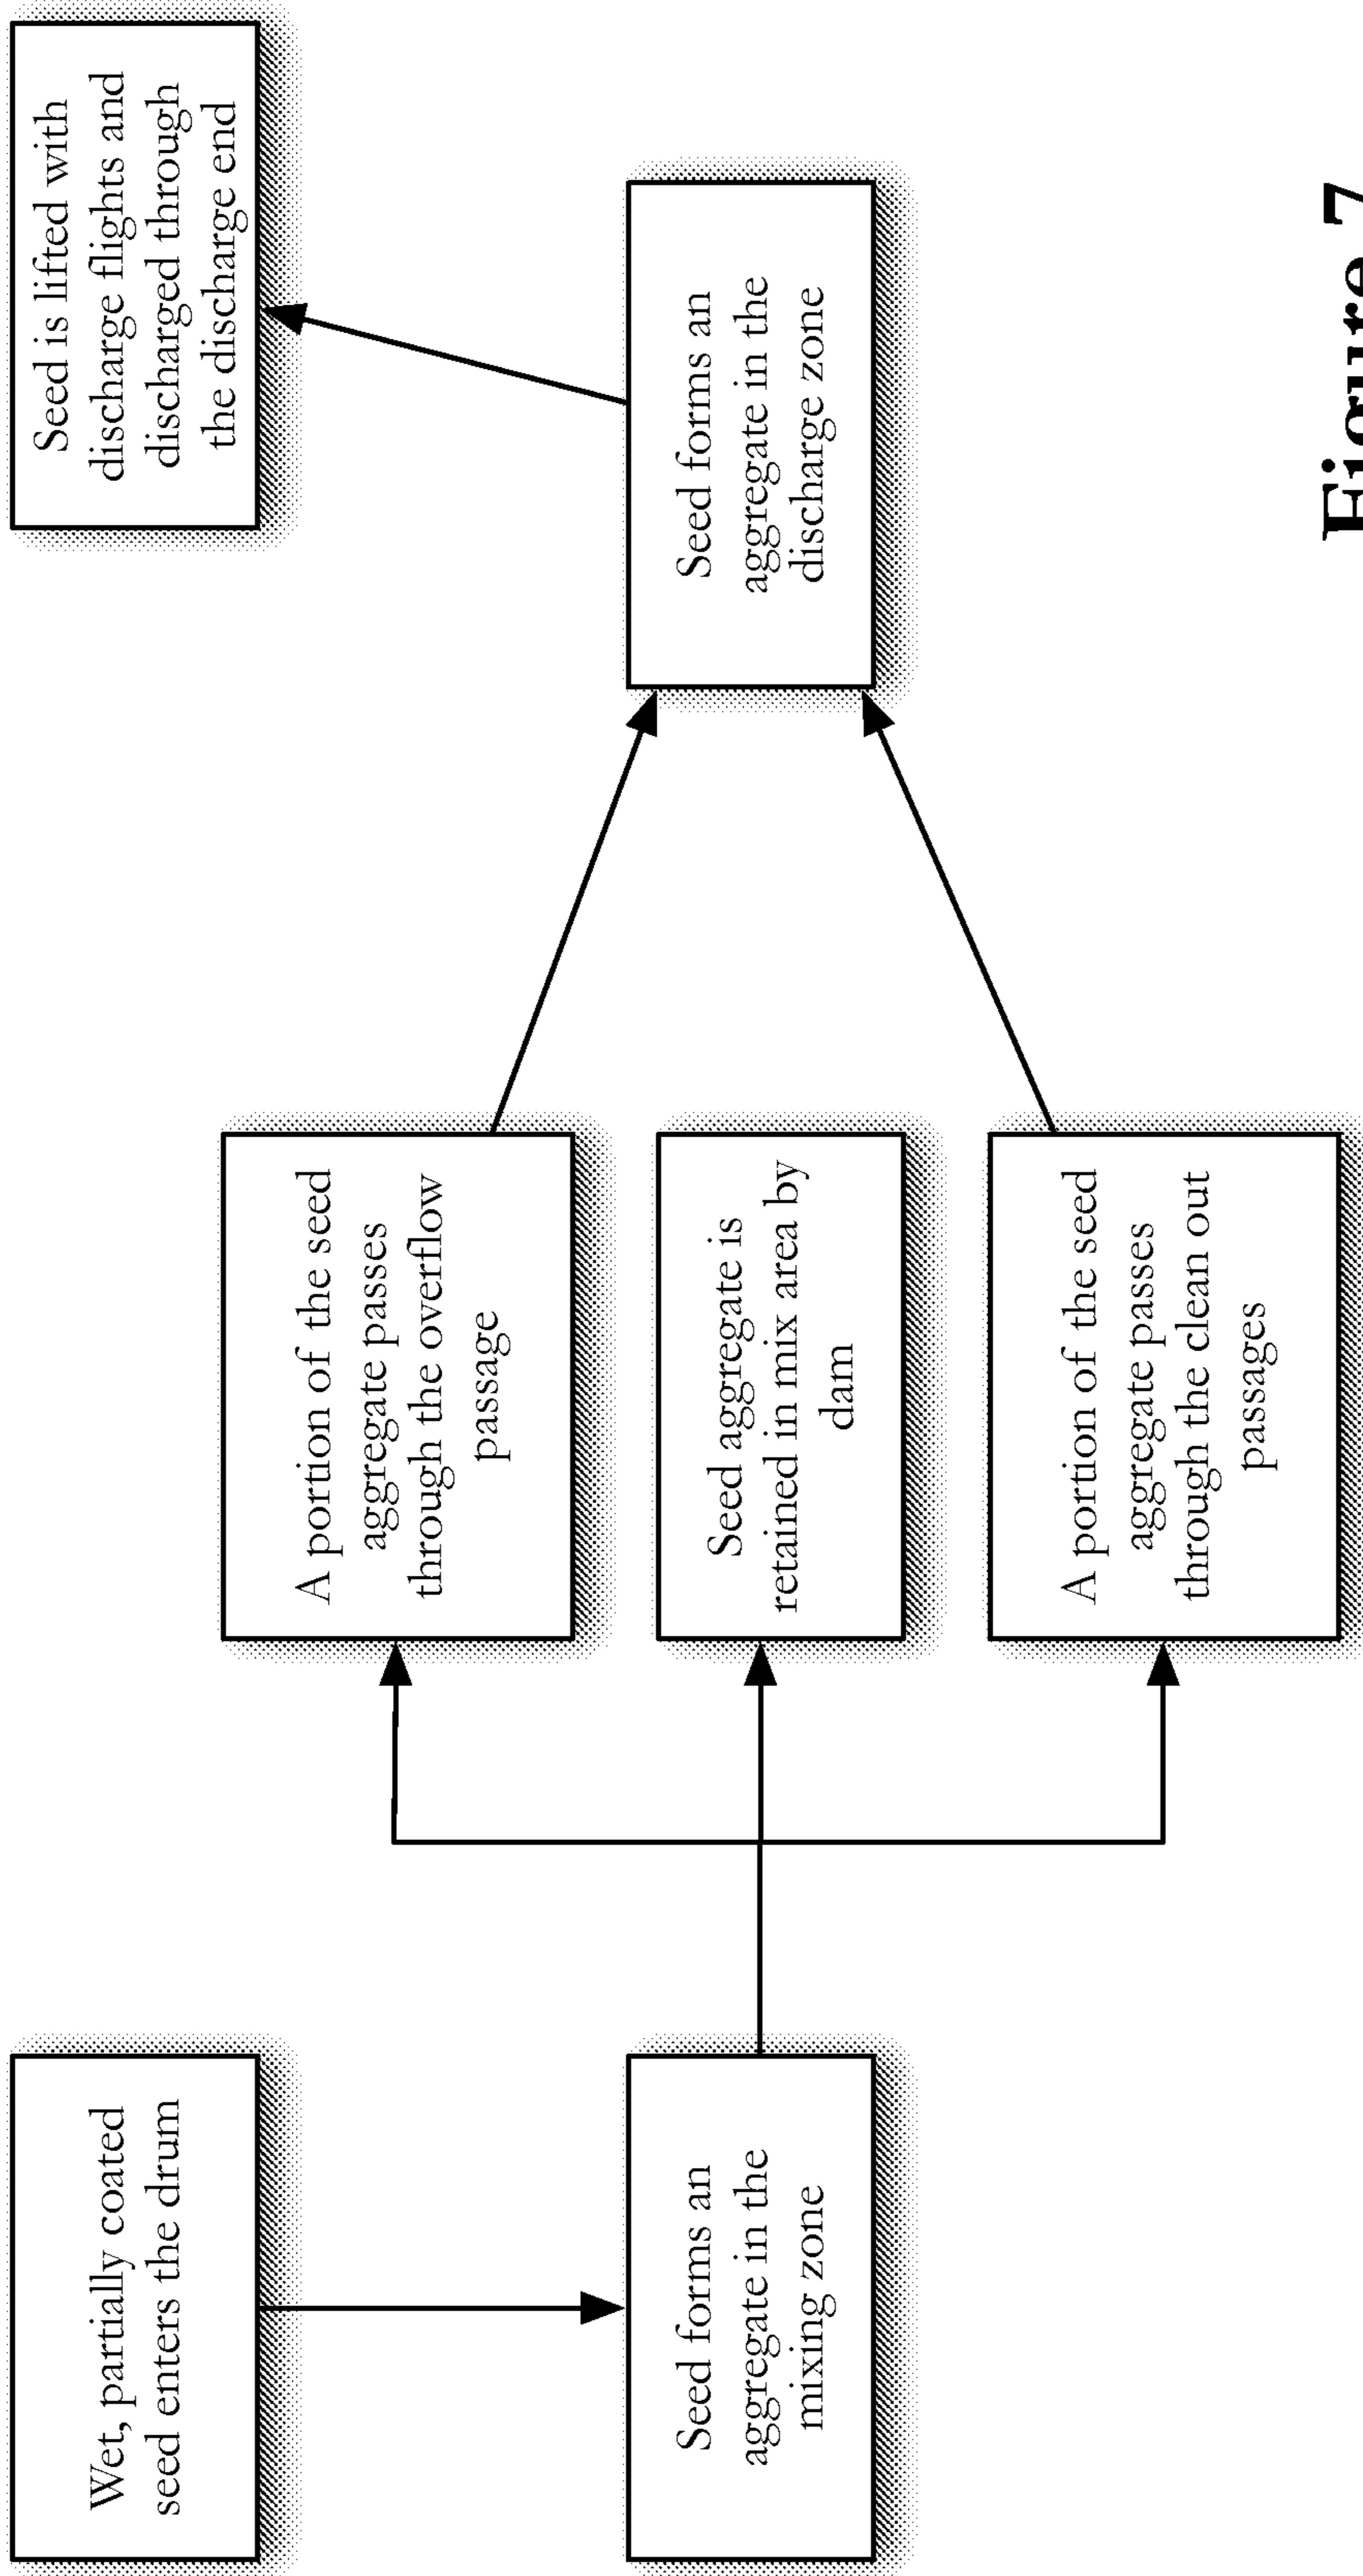 Wet, partially coated
seed enters the drum
Seed forms an
aggregate in the
mixing zone
A portion of the seed
aggregate passes
through the overflow
passage
Seed aggregate is
retained in mix area by
dam
A portion of the seed
aggregate passes
through the clean out
passages
Seed forms an
aggregate in the
discharge zone
Seed is lifted with
discharge flights and
discharged through
the discharge end
Figure 7